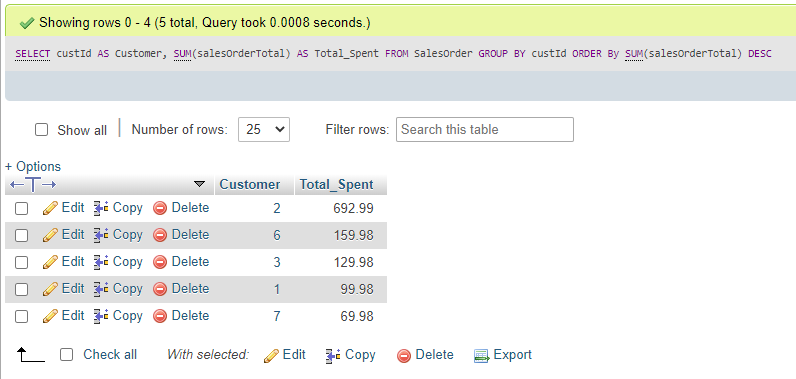 Showing rows 0 - 4 (5 total, Query took 0.0008 seconds.)
SELECT custId AS Customer, SUM(salesOrderTotal) AS Total_Spent FROM SalesOrder GROUP BY custId ORDER By SUM(salesOrderTotal) DESC
Show all | Number of rows: 25 Filter rows: Search this table
+ Options
←T→ Customer Total_Spent
Edit Copy Delete 2 692.99
Edit Copy Delete 6 159.98
Edit Copy Delete 3 129.98
Edit Copy Delete 1 99.98
Edit Copy Delete 7 69.98
Check all With selected: Edit Copy Delete Export